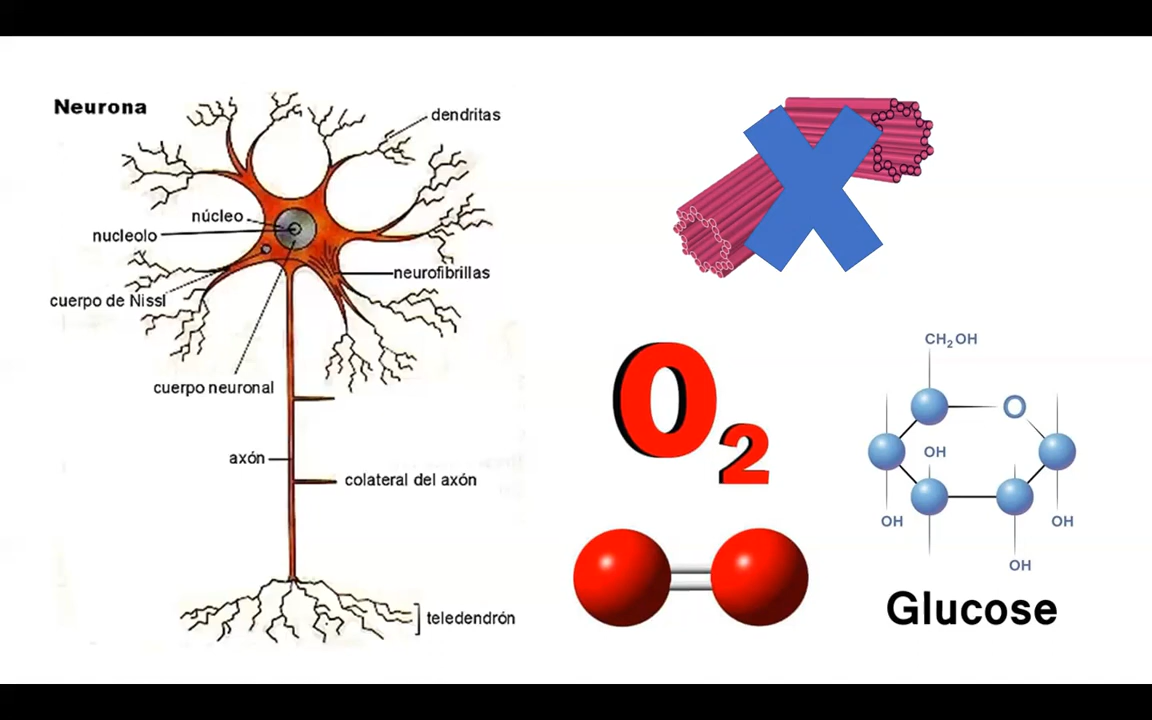 Neurona
dendritas
núcleo
nucleolo
neurofibrillas
cuerpo de Nissl
cuerpo neuronal
axón
colateral del axón
teledendrón
O2
CH2OH
O
OH
OH
OH
OH
Glucose